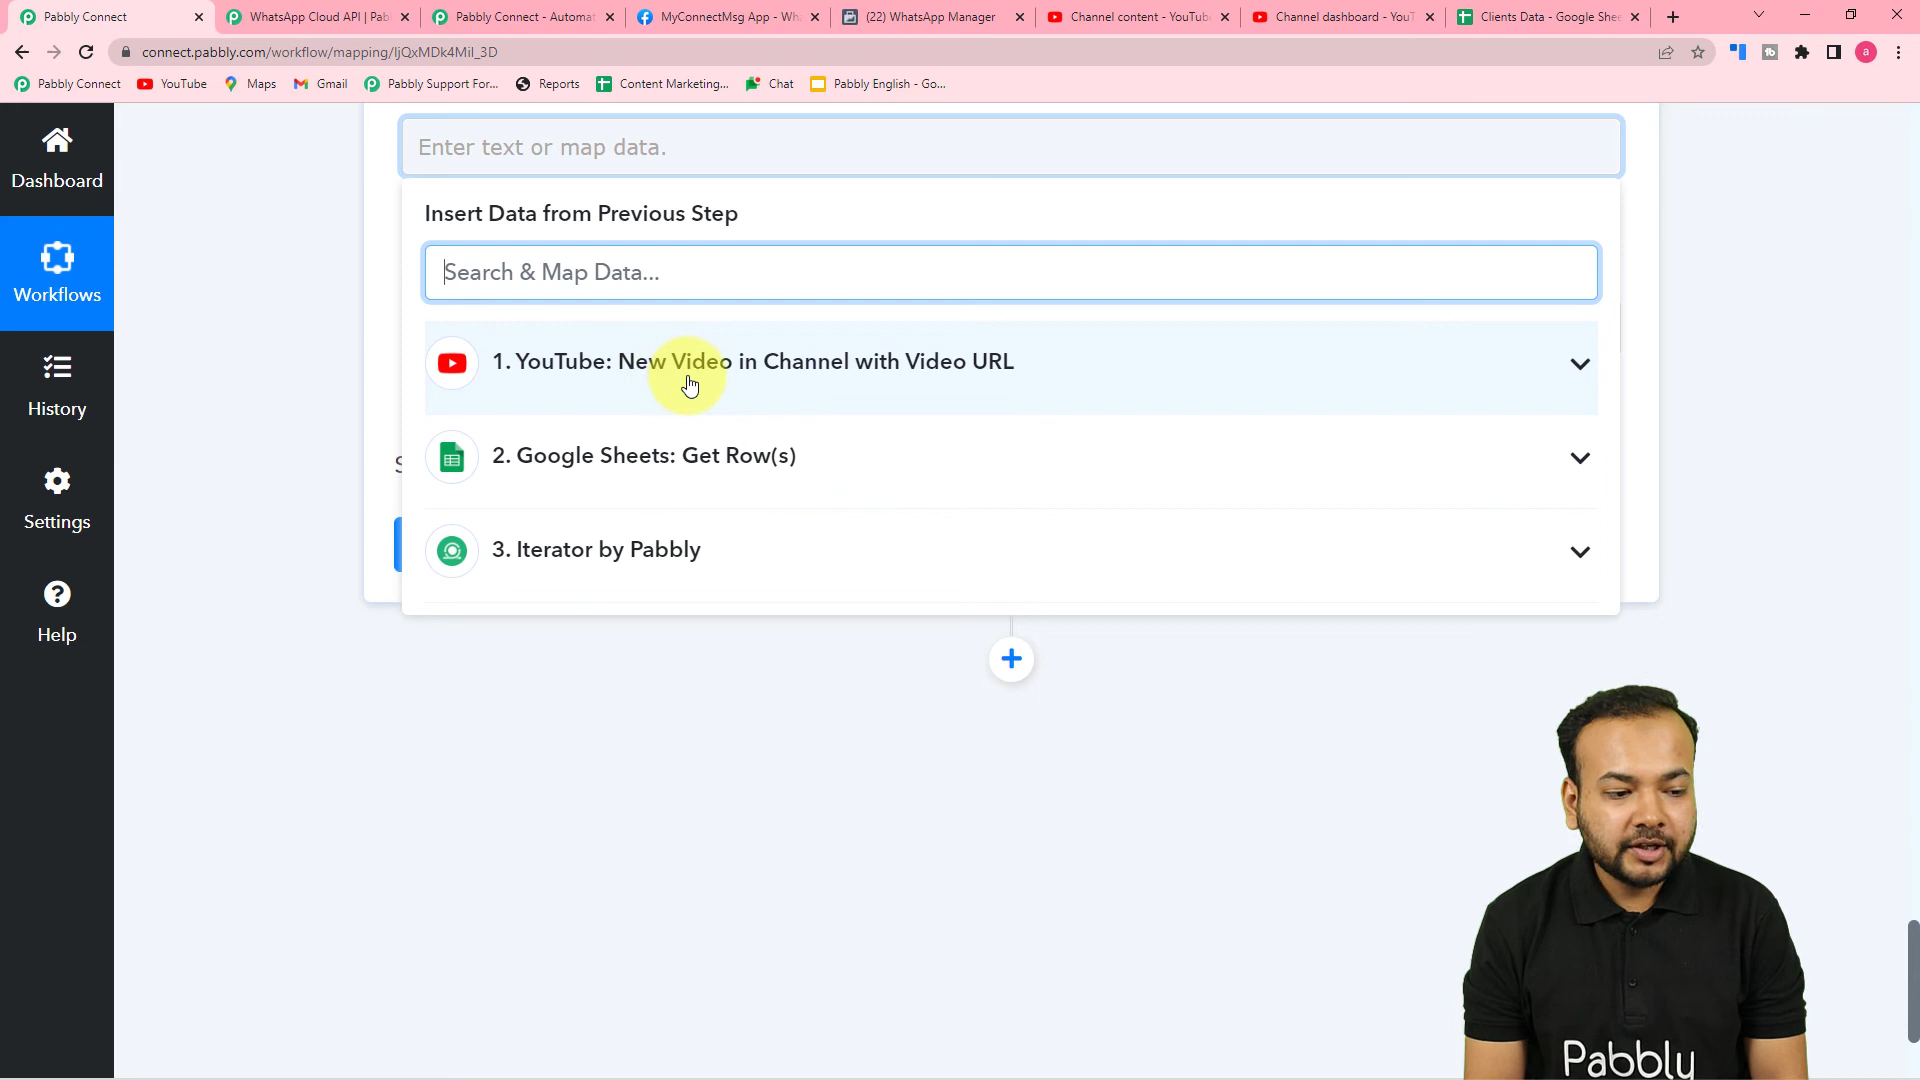 Pabbly Connect
WhatsApp Cloud API | Pab
Pabbly Connect - Automat
MyConnectMsg App - Wh
(22) WhatsApp Manager
Channel content - YouTub
Channel dashboard - YouT
Clients Data - Google She
connect.pabbly.com/workflow/mapping/IjQxMDk4MiI_3D
a
Pabbly Connect
YouTube
Maps
Gmail
Pabbly Support For...
Reports
Content Marketing...
Chat
Pabbly English - Go...
Dashboard
Workflows
History
Settings
Help
Enter text or map data.
Insert Data from Previous Step
Search & Map Data...
1. YouTube: New Video in Channel with Video URL
2. Google Sheets: Get Row(s)
3. Iterator by Pabbly
Pabbly